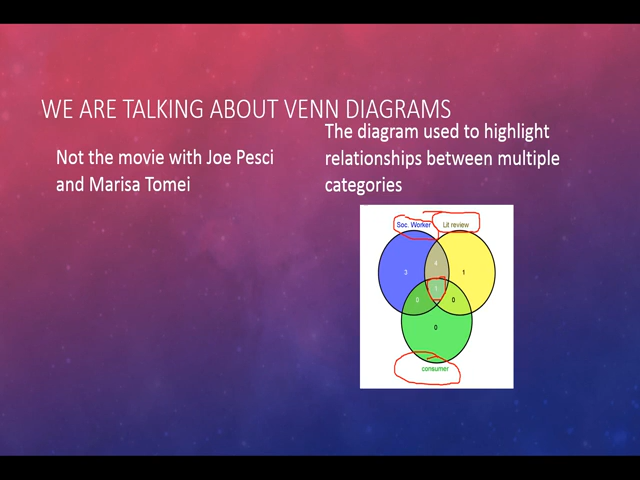 WE ARE TALKING ABOUT VENN DIAGRAMS
Not the movie with Joe Pesci
and Marisa Tomei
The diagram used to highlight
relationships between multiple
categories
Soc. Worker
Lit review
3
4
1
0
0
0
consumer